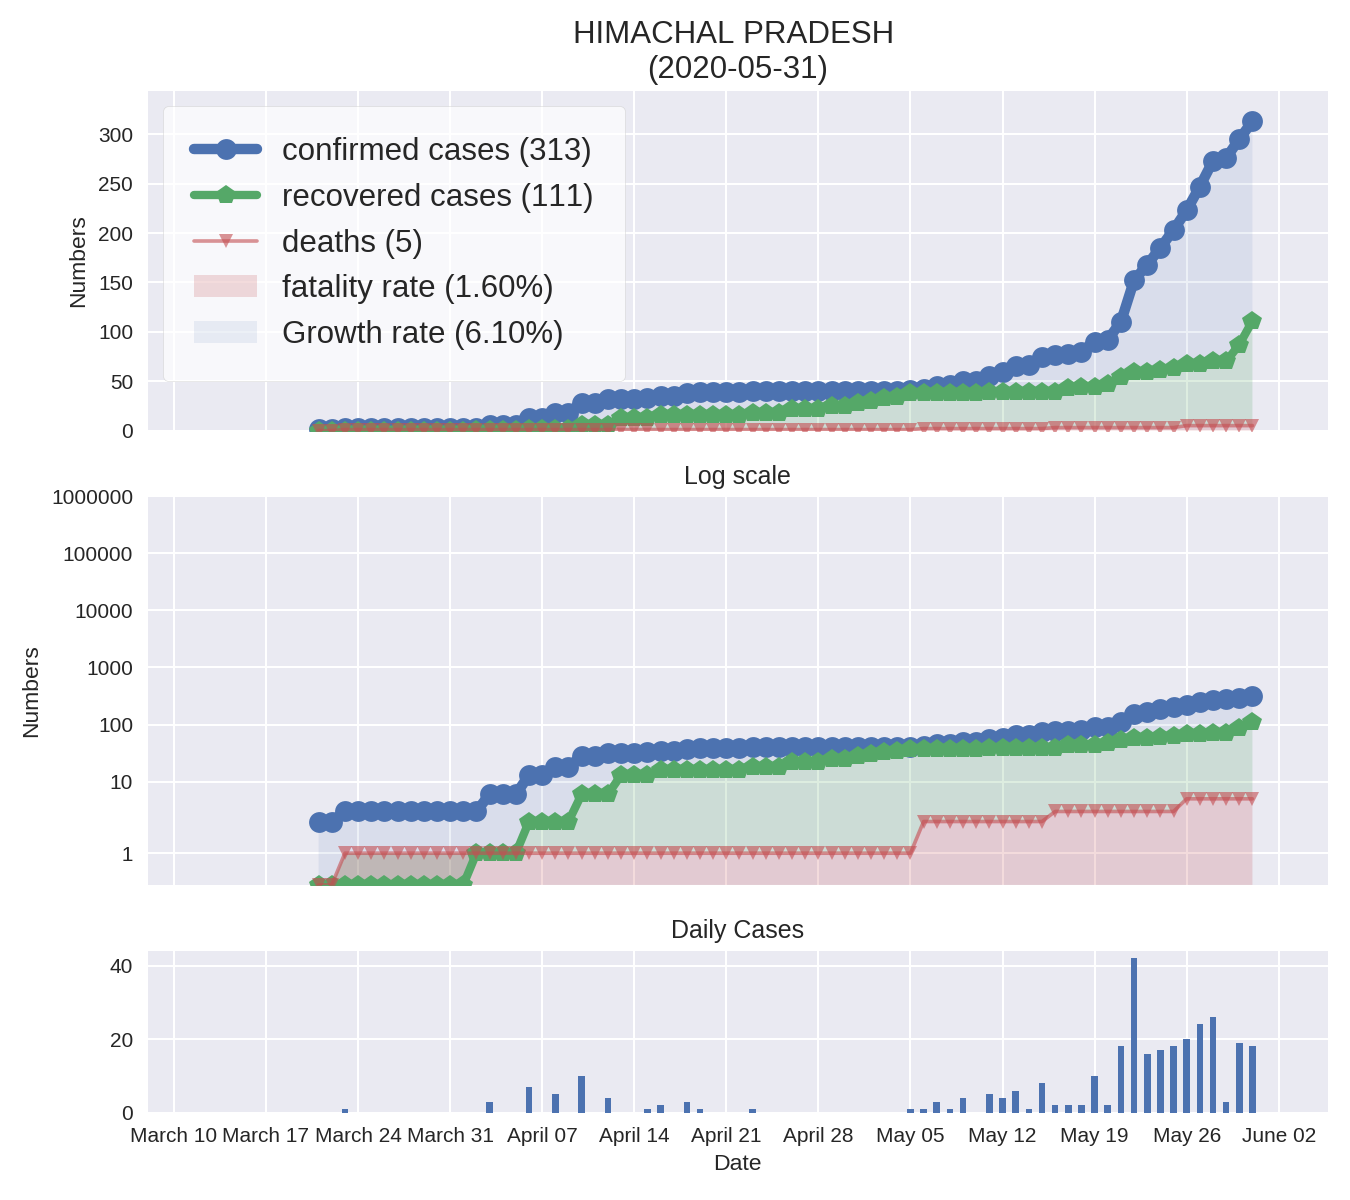 HIMACHAL PRADESH
(2020-05-31)
confirmed cases (313)
recovered cases (111)
deaths (5)
fatality rate (1.60%)
Growth rate (6.10%)
300
250
200
150
100
50
0
Numbers
Log scale
1000000
100000
10000
1000
100
10
1
Numbers
Daily Cases
40
20
0
March 10 March 17 March 24 March 31 April 07 April 14 April 21 April 28 May 05 May 12 May 19 May 26 June 02
Date